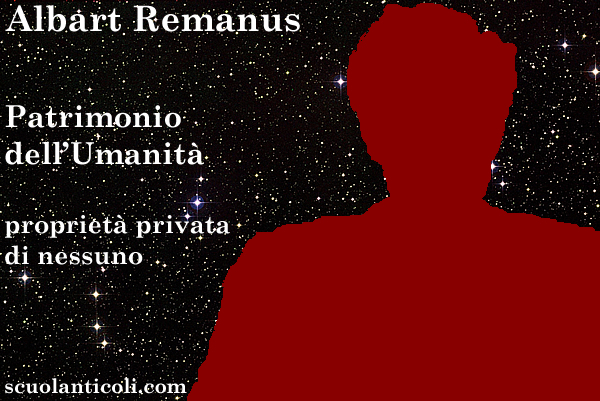 Albart Remanus
Patrimonio
dell'Umanità
proprietà privata
di nessuno
scuolanticoli.com